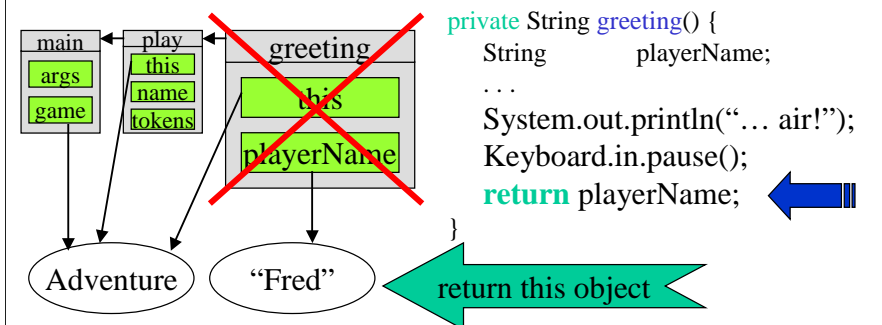 main
args
game
play
this
name
tokens
greeting
this
playerName
Adventure
“Fred”
private String greeting() {
String playerName;
. . .
System.out.println(“… air!”);
Keyboard.in.pause();
return playerName;
}
return this object